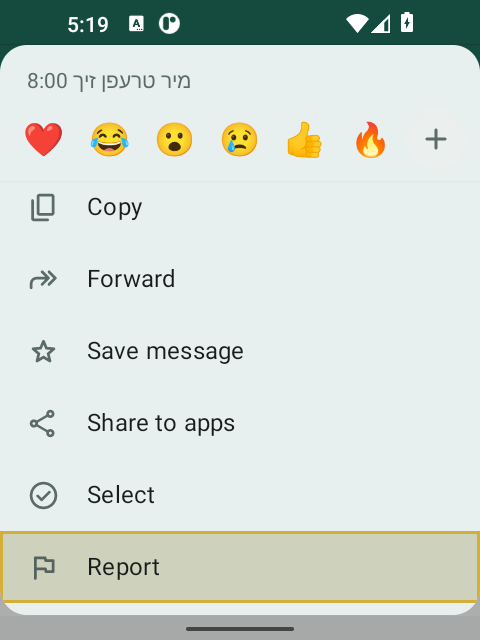 5:19
מיר טרעפן זיך 8:00
Copy
Forward
Save message
Share to apps
Select
Report